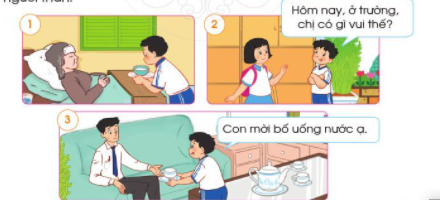 người thân.
1
2
Hôm nay, ở trường,
chị có gì vui thế?
3
Con mời bố uống nước ạ.